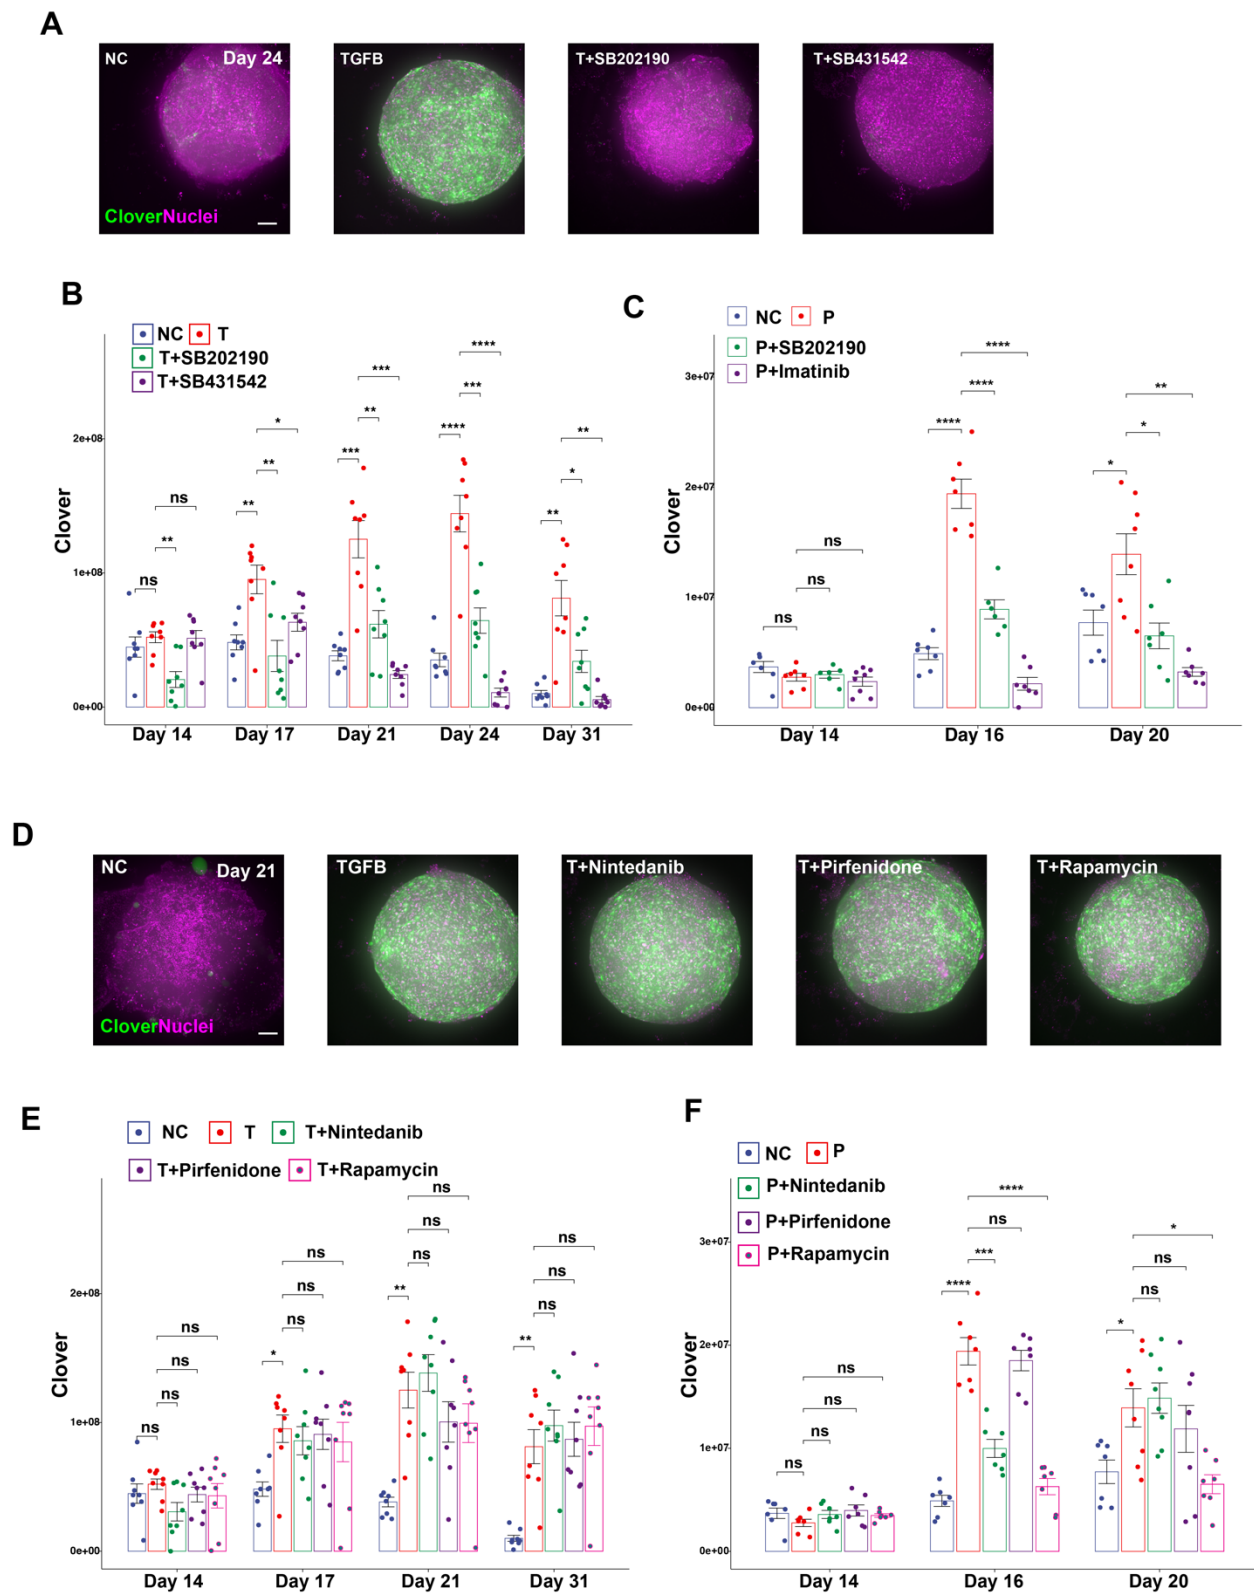 A
NC
Day 24
TGFB
T+SB202190
T+SB431542
CloverNuclei
B
NC T
T+SB202190
T+SB431542
Clover
2e+08
1e+08
0e+00
ns
**
ns
**
**
*
***
**
***
****
***
****
**
*
**
Day 14 Day 17 Day 21 Day 24 Day 31
C
NC P
P+SB202190
P+Imatinib
Clover
3e+07
2e+07
1e+07
0e+00
ns
ns
ns
****
****
****
*
*
**
Day 14 Day 16 Day 20
D
NC
Day 21
TGFB
T+Nintedanib
T+Pirfenidone
T+Rapamycin
CloverNuclei
E
NC T T+Nintedanib
T+Pirfenidone T+Rapamycin
Clover
2e+08
1e+08
0e+00
ns
ns
ns
ns
*
ns
ns
ns
**
ns
ns
ns
**
ns
ns
ns
Day 14 Day 17 Day 21 Day 31
F
NC P
P+Nintedanib
P+Pirfenidone
P+Rapamycin
Clover
3e+07
2e+07
1e+07
0e+00
ns
ns
ns
ns
****
***
ns
****
*
ns
ns
*
Day 14 Day 16 Day 20